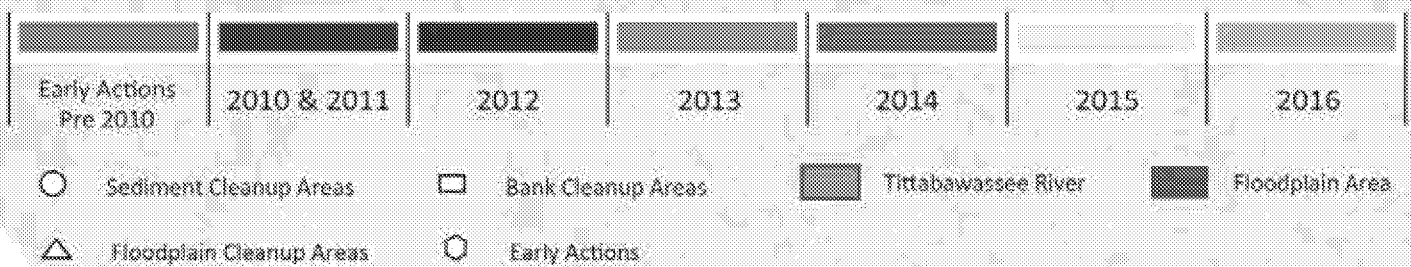 Early Actions
Pre 2010
2010 & 2011
2012
2013
2014
2015
2016
Sediment Cleanup Areas
Bank Cleanup Areas
Tittabawassee River
Floodplain Area
Floodplain Cleanup Areas
Early Actions